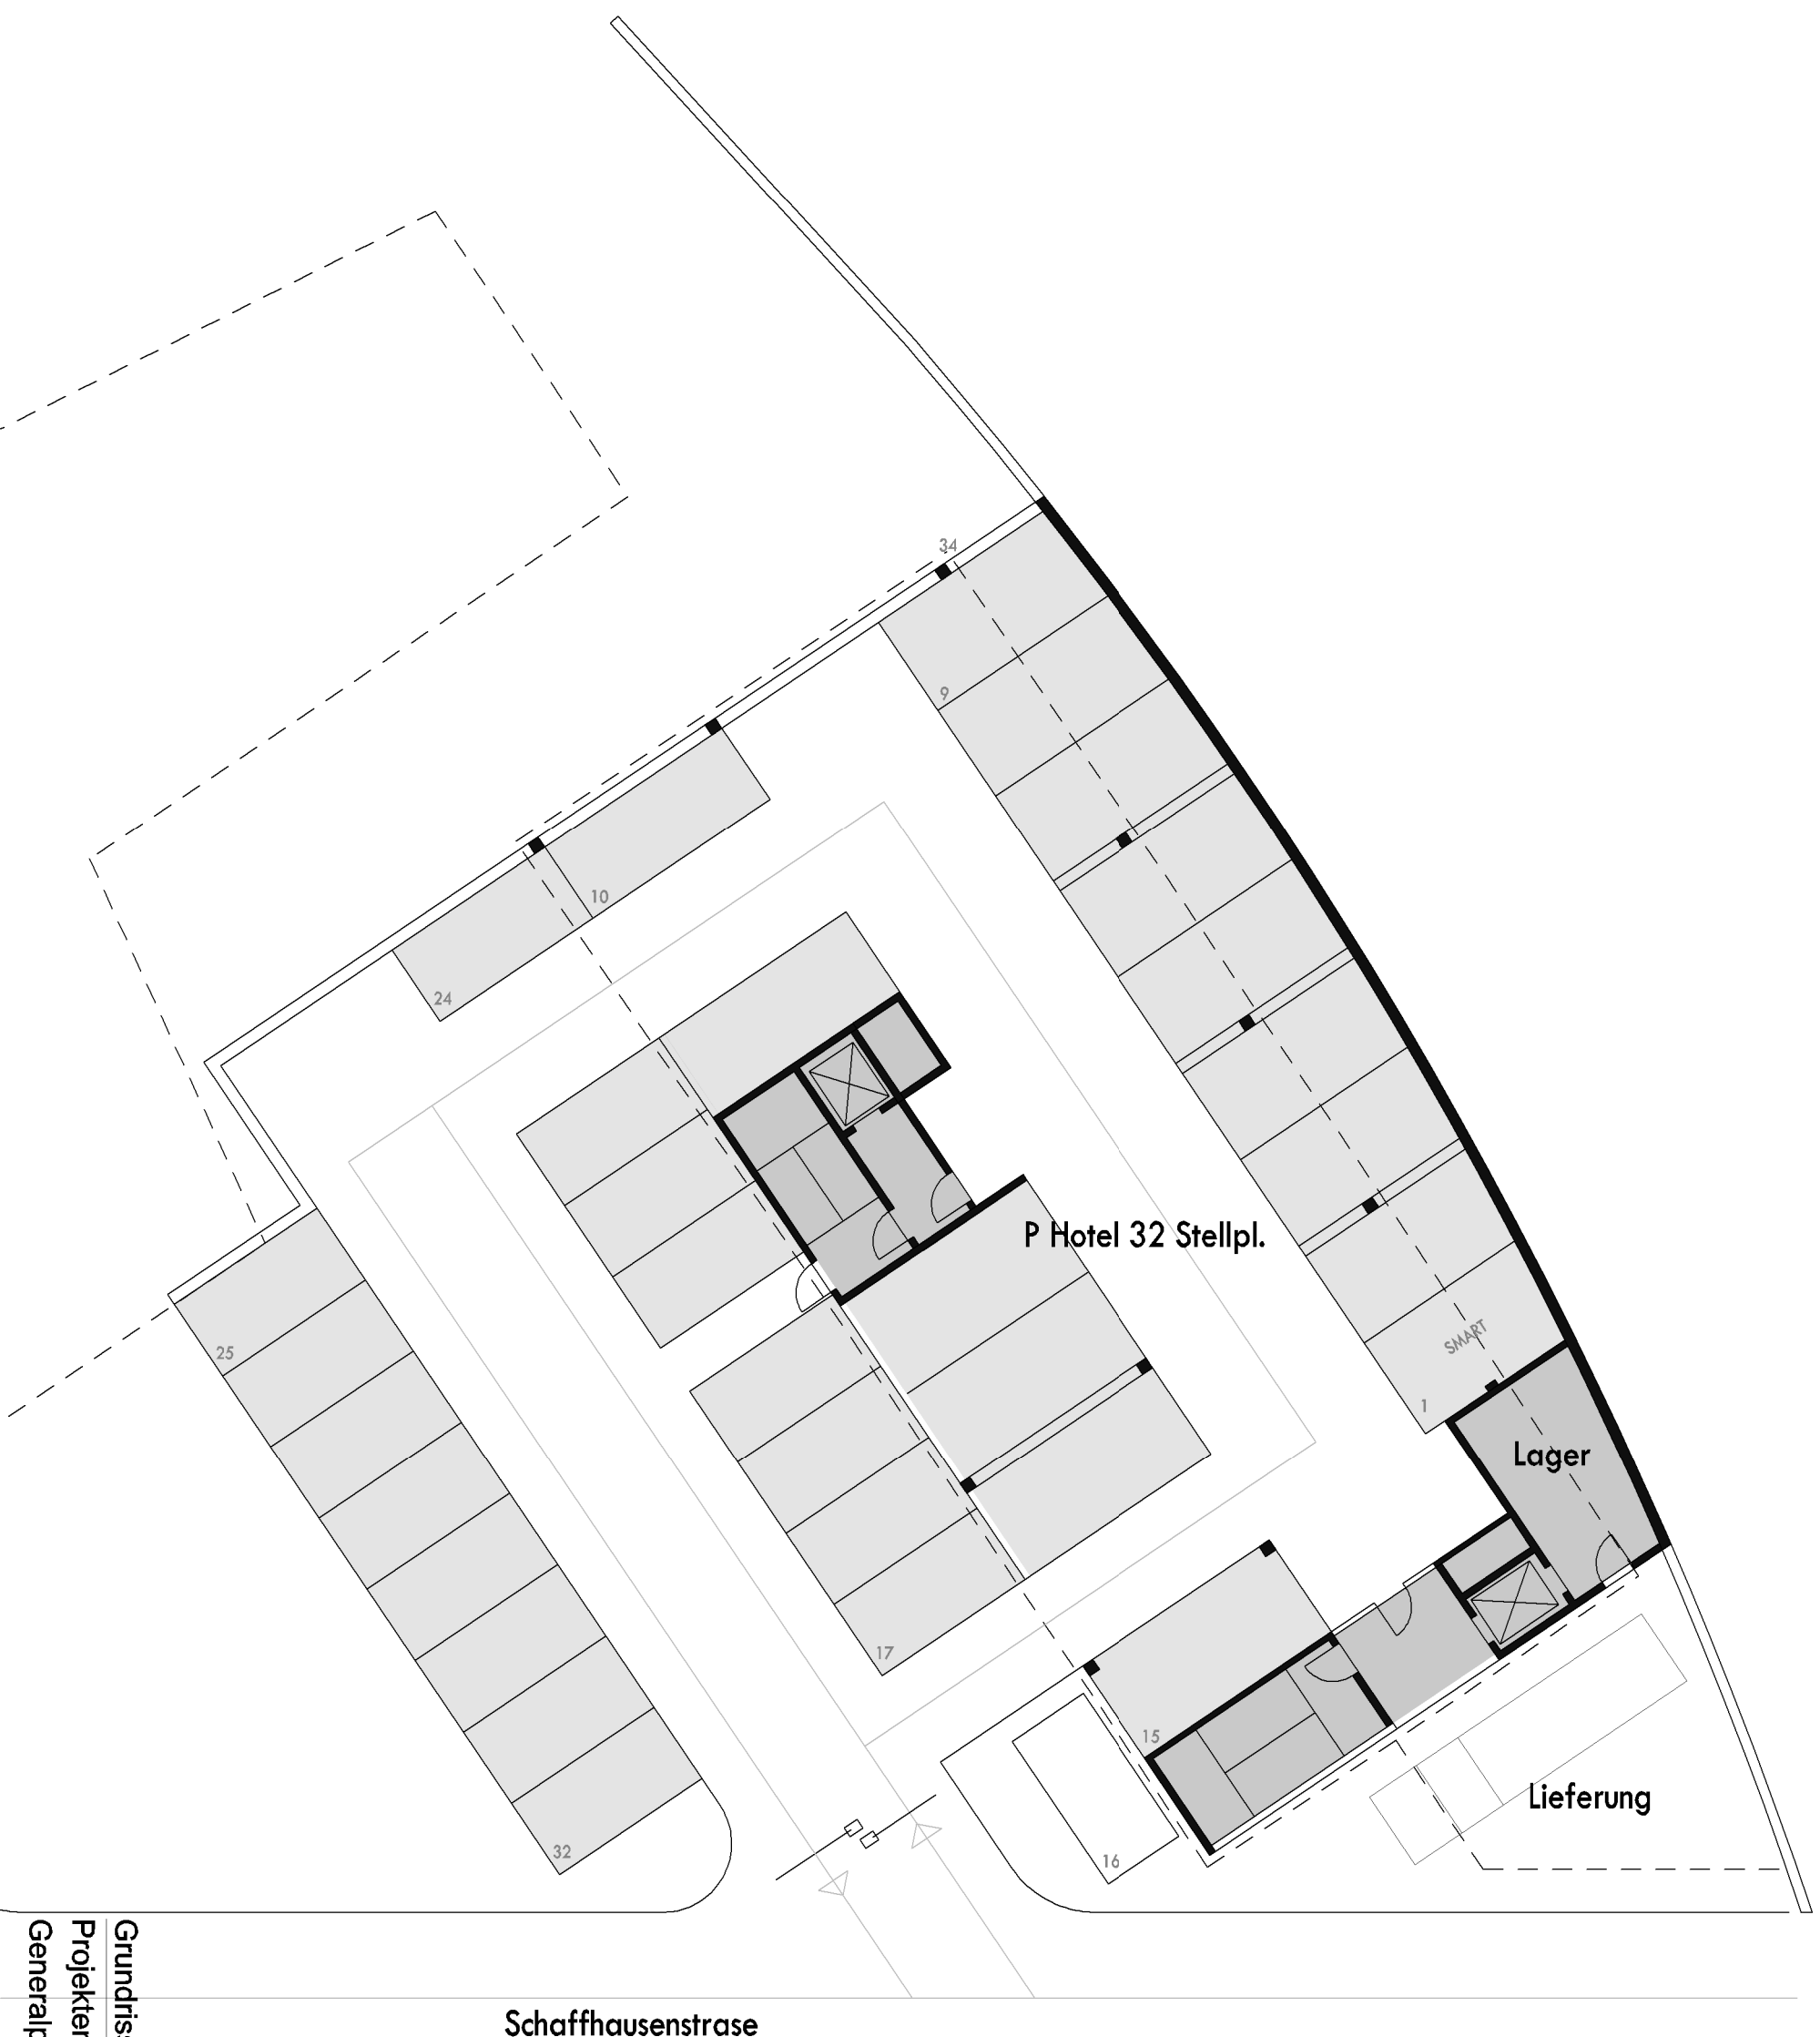 34
9
10
24
P Hotel 32 Stellpl.
25
SMART
1
Lager
17
15
Lieferung
32
16
Grundriss
Projekter
Generalp
Schaffhausenstrase